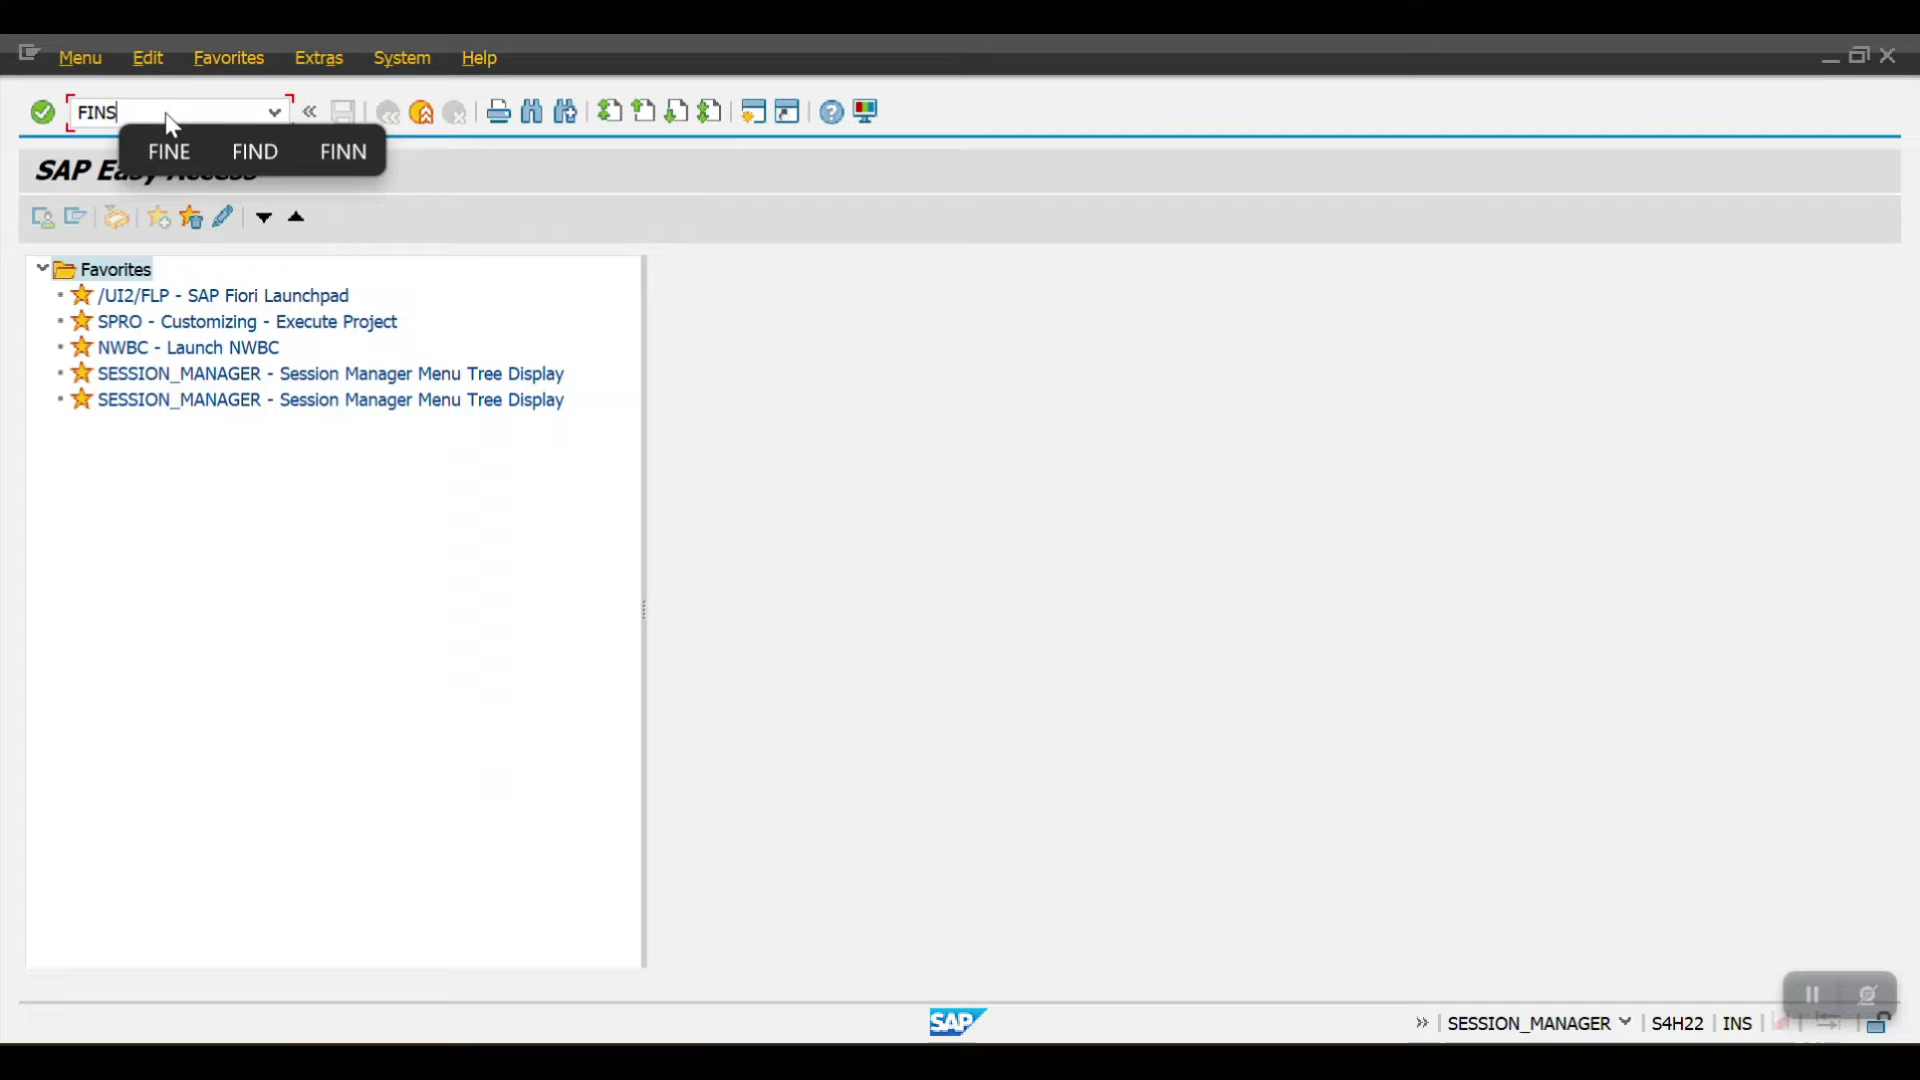 Menu Edit Favorites Extras System Help
FINS
FINE FIND FINN
SAP Easy Access
Favorites
/UI2/FLP - SAP Fiori Launchpad
SPRO - Customizing - Execute Project
NWBC - Launch NWBC
SESSION_MANAGER - Session Manager Menu Tree Display
SESSION_MANAGER - Session Manager Menu Tree Display
SAP
SESSION_MANAGER S4H22 INS